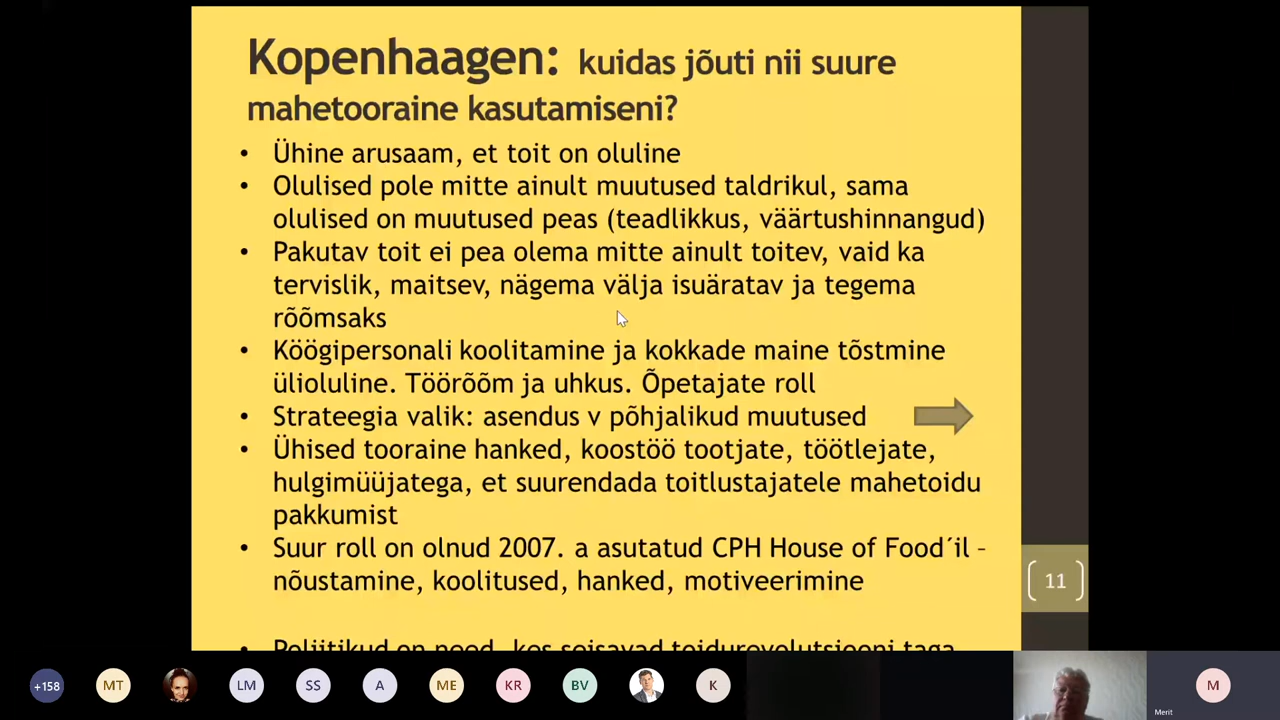 Kopenhaagen: kuidas jõuti nii suure
mahetooraine kasutamiseni?
• Ühine arusaam, et toit on oluline
• Olulised pole mitte ainult muutused taldrikul, sama
olulised on muutused peas (teadlikkus, väärtushinnangud)
• Pakutav toit ei pea olema mitte ainult toitev, vaid ka
tervislik, maitsev, nägema välja isuäratav ja tegema
rõõmsaks
• Köögipersonali koolitamine ja kokkade maine tõstmine
ülioluline. Töörõõm ja uhkus. Õpetajate roll
• Strateegia valik: asendus v põhjalikud muutused
• Ühised tooraine hanked, koostöö tootjate, töötlejate,
hulgimüüjatega, et suurendada toitlustajatele mahetoidu
pakkumist
• Suur roll on olnud 2007. a asutatud CPH House of Food´il –
nõustamine, koolitused, hanked, motiveerimine
11
• Poliitikud on need, kes seisavad toidurevolutsiooni taga
+158 MT LM SS A ME KR BV K M
Merit